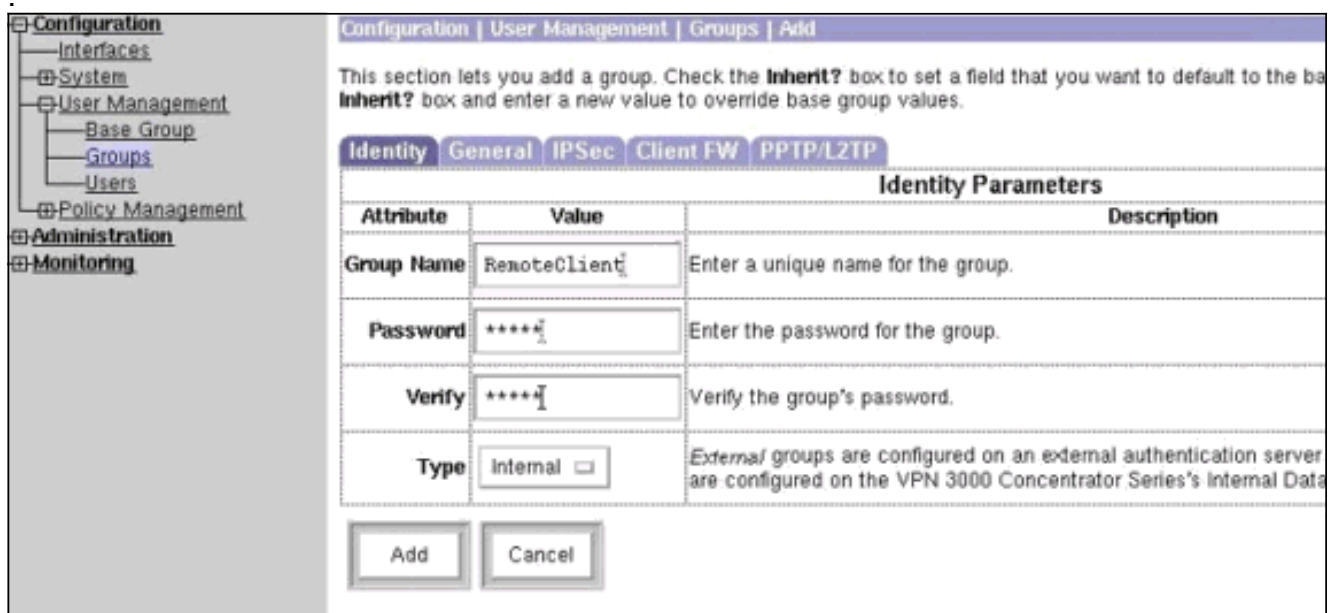 Configuration
Interfaces
System
User Management
Base Group
Groups
Users
Policy Management
Administration
Monitoring
Configuration | User Management | Groups | Add
This section lets you add a group. Check the Inherit? box to set a field that you want to default to the ba
Inherit? box and enter a new value to override base group values.
Identity General IPSec Client FW PPTP/L2TP
Identity Parameters
Attribute Value Description
Group Name RemoteClient Enter a unique name for the group.
Password ***** Enter the password for the group.
Verify ***** Verify the group's password.
Type Internal External groups are configured on an external authentication server
are configured on the VPN 3000 Concentrator Series's Internal Data
Add Cancel